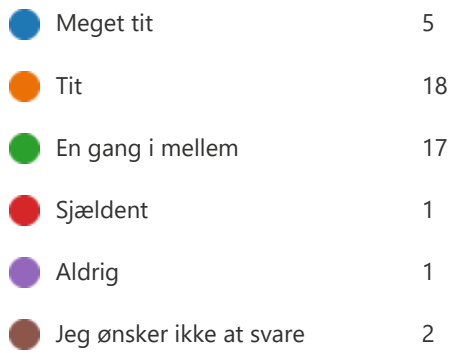 Meget tit 5
Tit 18
En gang i mellem 17
Sjældent 1
Aldrig 1
Jeg ønsker ikke at svare 2